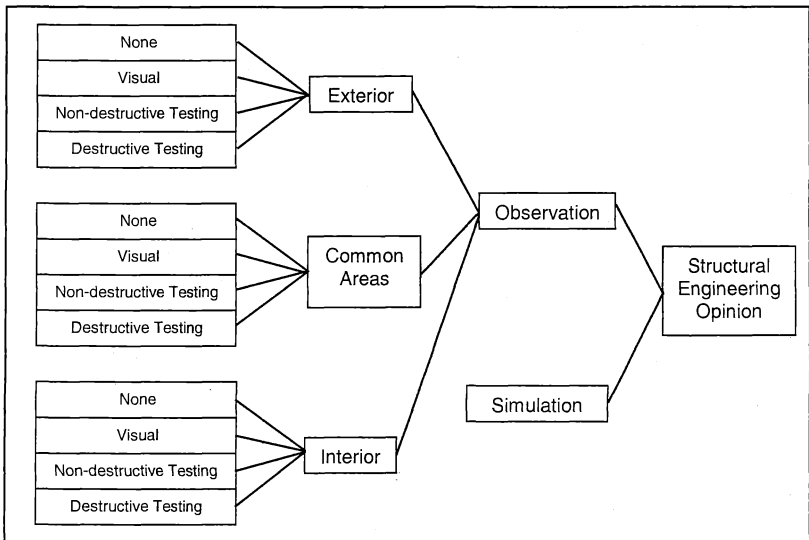 None
Visual
Non-destructive Testing
Destructive Testing
Exterior
None
Visual
Non-destructive Testing
Destructive Testing
Common
Areas
None
Visual
Non-destructive Testing
Destructive Testing
Interior
Observation
Simulation
Structural
Engineering
Opinion